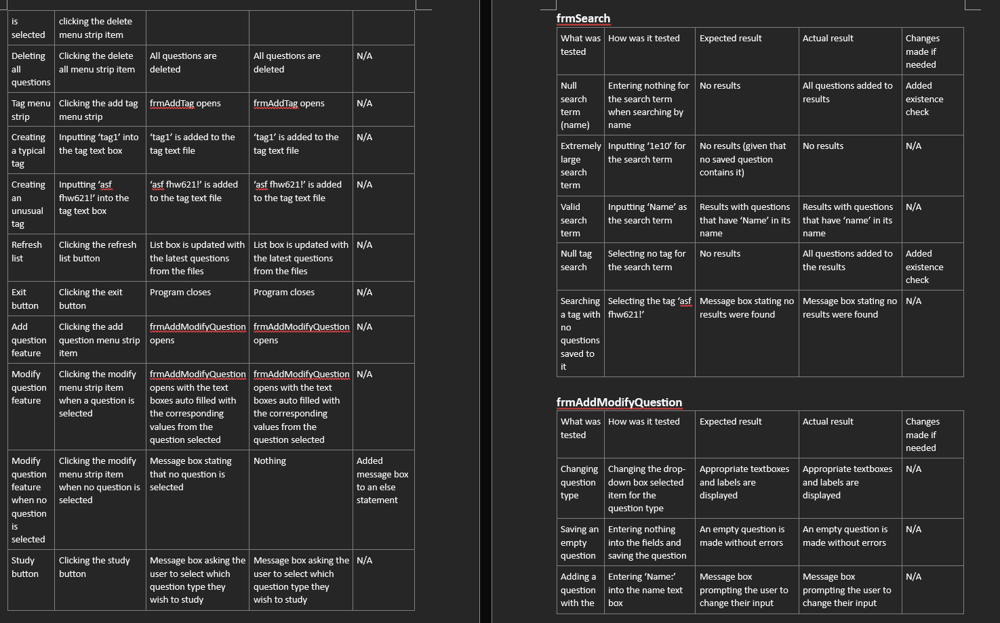 is
selected
clicking the delete
menu strip item
Deleting
all
questions
Clicking the delete
all menu strip item
All questions are
deleted
All questions are
deleted
N/A
Tag menu
strip
Clicking the add tag
menu strip
frmAddTag opens
frmAddTag opens
N/A
Creating
a typical
tag
Inputting ‘tag1’ into
the tag text box
‘tag1’ is added to the
tag text file
‘tag1’ is added to the
tag text file
N/A
Creating
an
unusual
tag
Inputting ‘asf
fhw621!’ into the
tag text box
‘asf fhw621!’ is added
to the tag text file
‘asf fhw621!’ is added
to the tag text file
N/A
Refresh
list
Clicking the refresh
list button
List box is updated with
the latest questions
from the files
List box is updated with
the latest questions
from the files
N/A
Exit
button
Clicking the exit
button
Program closes
Program closes
N/A
Add
question
feature
Clicking the add
question menu strip
item
frmAddModifyQuestion
opens
frmAddModifyQuestion
opens
N/A
Modify
question
feature
Clicking the modify
menu strip item
when a question is
selected
frmAddModifyQuestion
opens with the text
boxes auto filled with
the corresponding
values from the
question selected
frmAddModifyQuestion
opens with the text
boxes auto filled with
the corresponding
values from the
question selected
N/A
Modify
question
feature
when no
question
is
selected
Clicking the modify
menu strip item
when no question is
selected
Message box stating
that no question is
selected
Nothing
Added
message box
to an else
statement
Study
button
Clicking the study
button
Message box asking the
user to select which
question type they
wish to study
Message box asking the
user to select which
question type they
wish to study
N/A
frmSearch
What was
tested
How was it tested
Expected result
Actual result
Changes
made if
needed
Null
search
term
(name)
Entering nothing for
the search term
when searching by
name
No results
All questions added to
results
Added
existence
check
Extremely
large
search
term
Inputting ‘1e10’ for
the search term
No results (given that
no saved question
contains it)
No results
N/A
Valid
search
term
Inputting ‘Name’ as
the search term
Results with questions
that have ‘Name’ in its
name
Results with questions
that have ‘name’ in its
name
N/A
Null tag
search
Selecting no tag for
the search term
No results
All questions added to
the results
Added
existence
check
Searching
a tag with
no
questions
saved to
it
Selecting the tag ‘asf
fhw621!’
Message box stating no
results were found
Message box stating no
results were found
N/A
frmAddModifyQuestion
What was
tested
How was it tested
Expected result
Actual result
Changes
made if
needed
Changing
question
type
Changing the drop-
down box selected
item for the
question type
Appropriate textboxes
and labels are
displayed
Appropriate textboxes
and labels are
displayed
N/A
Saving an
empty
question
Entering nothing
into the fields and
saving the question
An empty question is
made without errors
An empty question is
made without errors
N/A
Adding a
question
with the
Entering ‘Name:’
into the name text
box
Message box
prompting the user to
change their input
Message box
prompting the user to
change their input
N/A